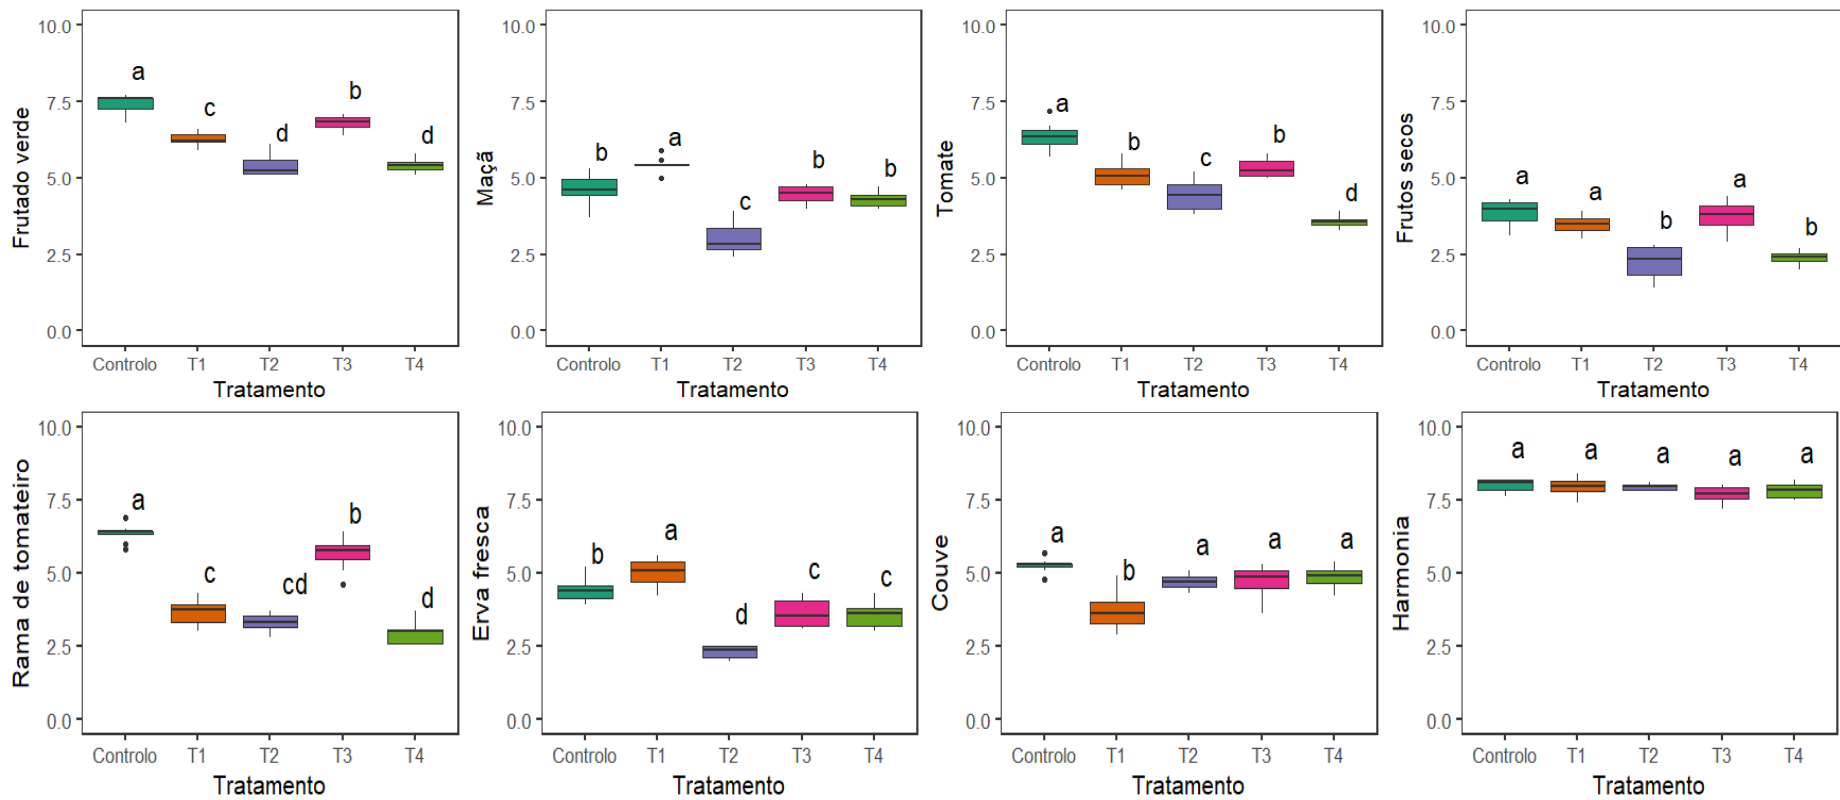 Frutado verde
10.0
7.5
5.0
2.5
0.0
a
c
d
b
d
Controlo T1 T2 T3 T4
Tratamento
Maçã
10.0
7.5
5.0
2.5
0.0
b
a
c
b
b
Controlo T1 T2 T3 T4
Tratamento
Tomate
10.0
7.5
5.0
2.5
0.0
a
b
c
b
d
Controlo T1 T2 T3 T4
Tratamento
Frutos secos
10.0
7.5
5.0
2.5
0.0
a
a
b
a
b
Controlo T1 T2 T3 T4
Tratamento
Rama de tomateiro
10.0
7.5
5.0
2.5
0.0
a
c
cd
b
d
Controlo T1 T2 T3 T4
Tratamento
Erva fresca
10.0
7.5
5.0
2.5
0.0
b
a
d
c
c
Controlo T1 T2 T3 T4
Tratamento
Couve
10.0
7.5
5.0
2.5
0.0
a
b
a
a
a
Controlo T1 T2 T3 T4
Tratamento
Harmonia
10.0
7.5
5.0
2.5
0.0
a
a
a
a
a
Controlo T1 T2 T3 T4
Tratamento